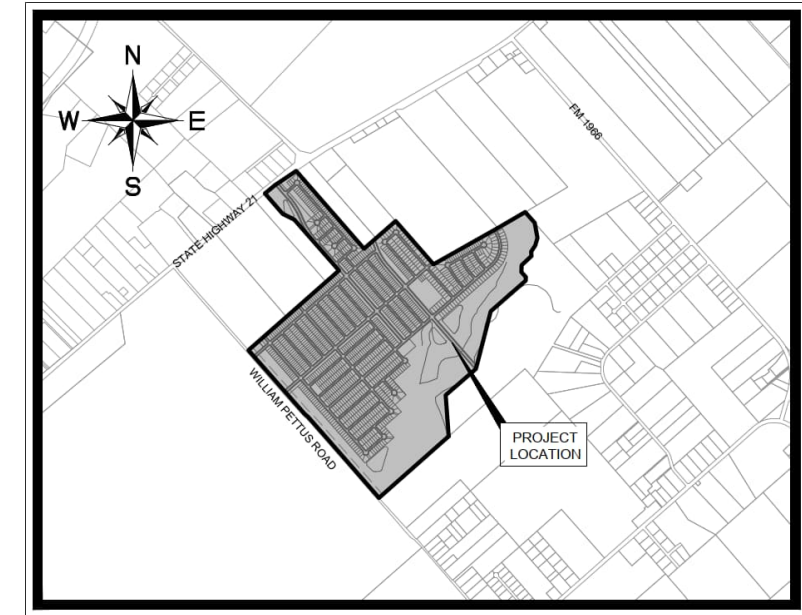 N
W E
S
FM 1966
STATE HIGHWAY 21
WILLIAM PETTUS ROAD
PROJECT
LOCATION